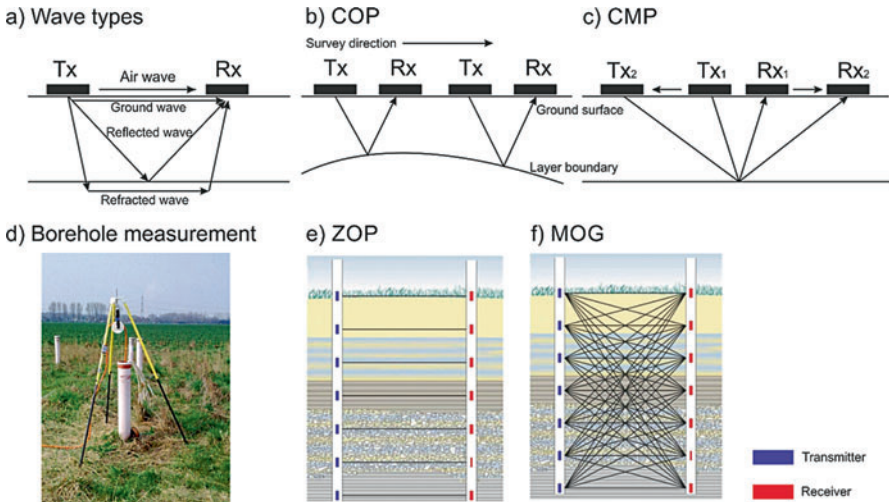 a) Wave types
Tx
Rx
Air wave
Ground wave
Reflected wave
Refracted wave
b) COP
Survey direction
Tx
Rx
Tx
Rx
Ground surface
Layer boundary
c) CMP
Tx2
Tx1
Rx1
Rx2
d) Borehole measurement
e) ZOP
f) MOG
Transmitter
Receiver